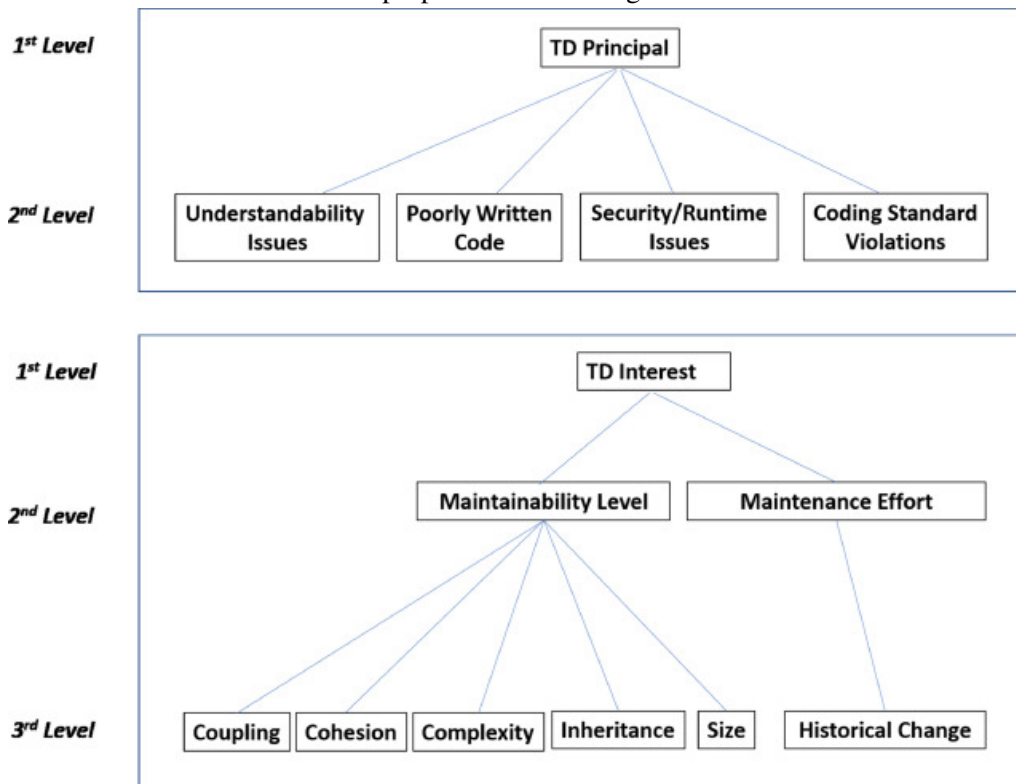 1st Level
TD Principal
2nd Level
Understandability Issues
Poorly Written Code
Security/Runtime Issues
Coding Standard Violations
1st Level
TD Interest
2nd Level
Maintainability Level
Maintenance Effort
3rd Level
Coupling
Cohesion
Complexity
Inheritance
Size
Historical Change